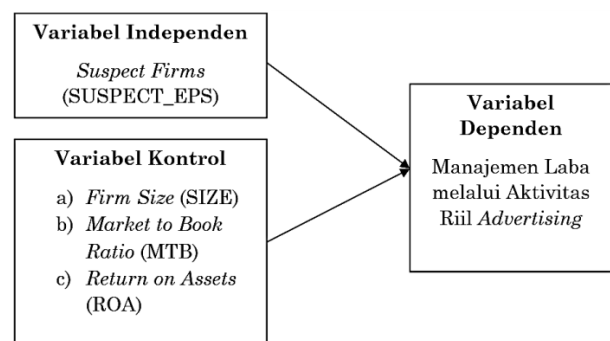 Variabel Independen
Suspect Firms
(SUSPECT_EPS)
Variabel Kontrol
a) Firm Size (SIZE)
b) Market to Book
Ratio (MTB)
c) Return on Assets
(ROA)
Variabel
Dependen
Manajemen Laba
melalui Aktivitas
Riil Advertising